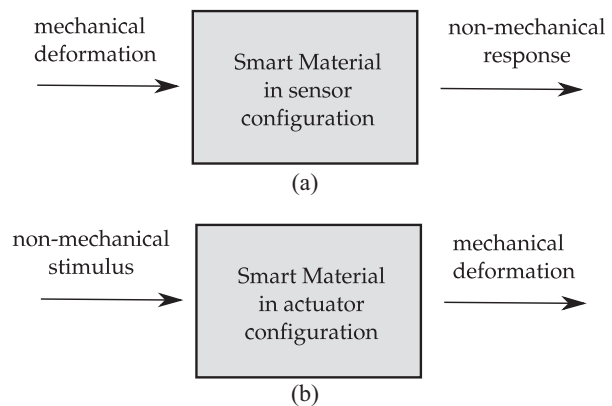 mechanical
deformation
Smart Material
in sensor
configuration
non-mechanical
response
(a)
non-mechanical
stimulus
Smart Material
in actuator
configuration
mechanical
deformation
(b)